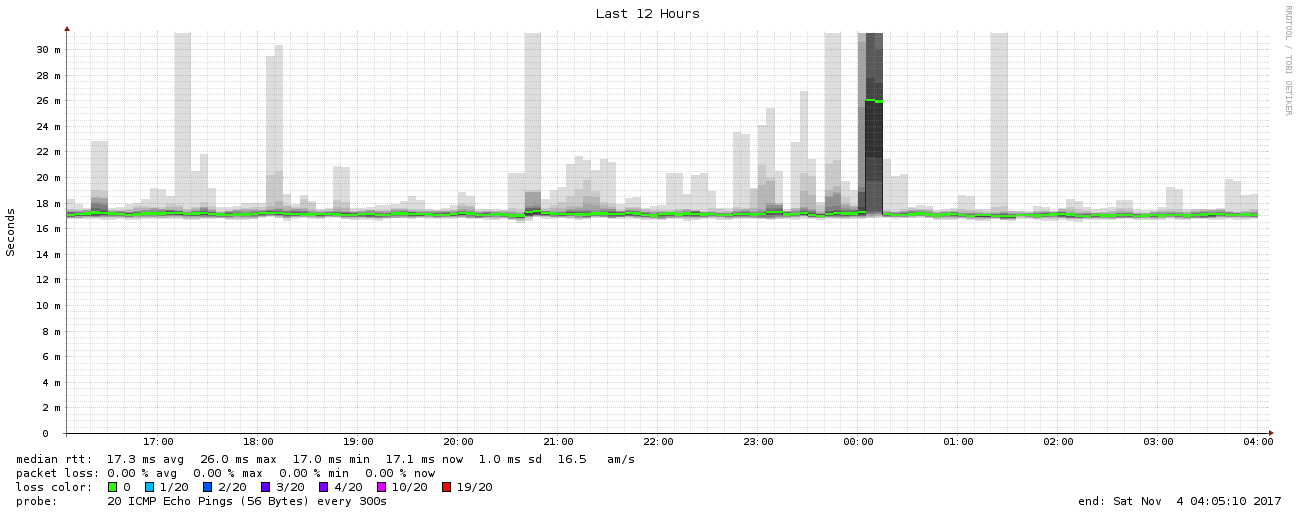 Last 12 Hours
RRDTOOL / TOBI OETIKER
Seconds
30 m
28 m
26 m
24 m
22 m
20 m
18 m
16 m
14 m
12 m
10 m
8 m
6 m
4 m
2 m
0
17:00 18:00 19:00 20:00 21:00 22:00 23:00 00:00 01:00 02:00 03:00 04:00
median rtt: 17.3 ms avg 26.0 ms max 17.0 ms min 17.1 ms now 1.0 ms sd 16.5 am/s
packet loss: 0.00 % avg 0.00 % max 0.00 % min 0.00 % now
loss color: 0 1/20 2/20 3/20 4/20 10/20 19/20
probe: 20 ICMP Echo Pings (56 Bytes) every 300s end: Sat Nov 4 04:05:10 2017